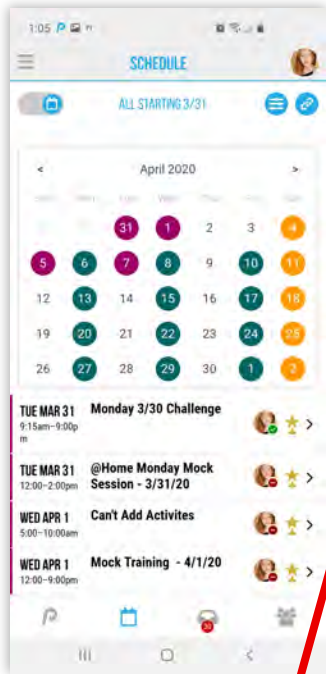 1:05
SCHEDULE
ALL STARTING 3/31
< April 2020 >
31 1 2 3 4
5 6 7 8 9 10 11
12 13 14 15 16 17 18
19 20 21 22 23 24 25
26 27 28 29 30 1 2
TUE MAR 31 Monday 3/30 Challenge
9:15am-9:00p
m
TUE MAR 31 @Home Monday Mock
12:00-2:00pm Session - 3/31/20
WED APR 1 Can't Add Activites
5:00-10:00am
WED APR 1 Mock Training - 4/1/20
12:00-9:00pm